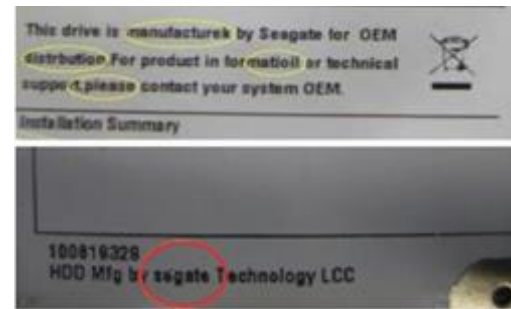 This drive is manufacturek by Seagate for OEM
distrbution.For product in formatioil or technical
support,please contact your system OEM.
Installation Summary
100819329
HDD Mfg by segate Technology LCC